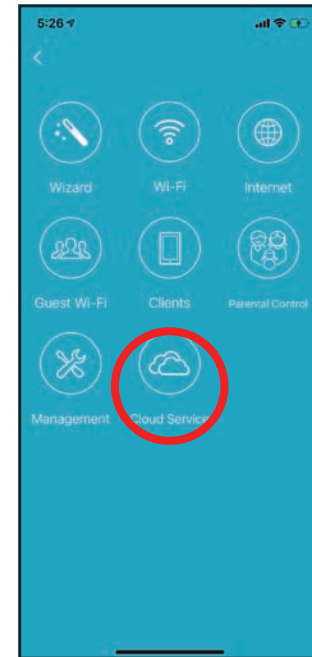 5:26
Wizard
Wi-Fi
Internet
Guest Wi-Fi
Clients
Parental Control
Management
Cloud Service